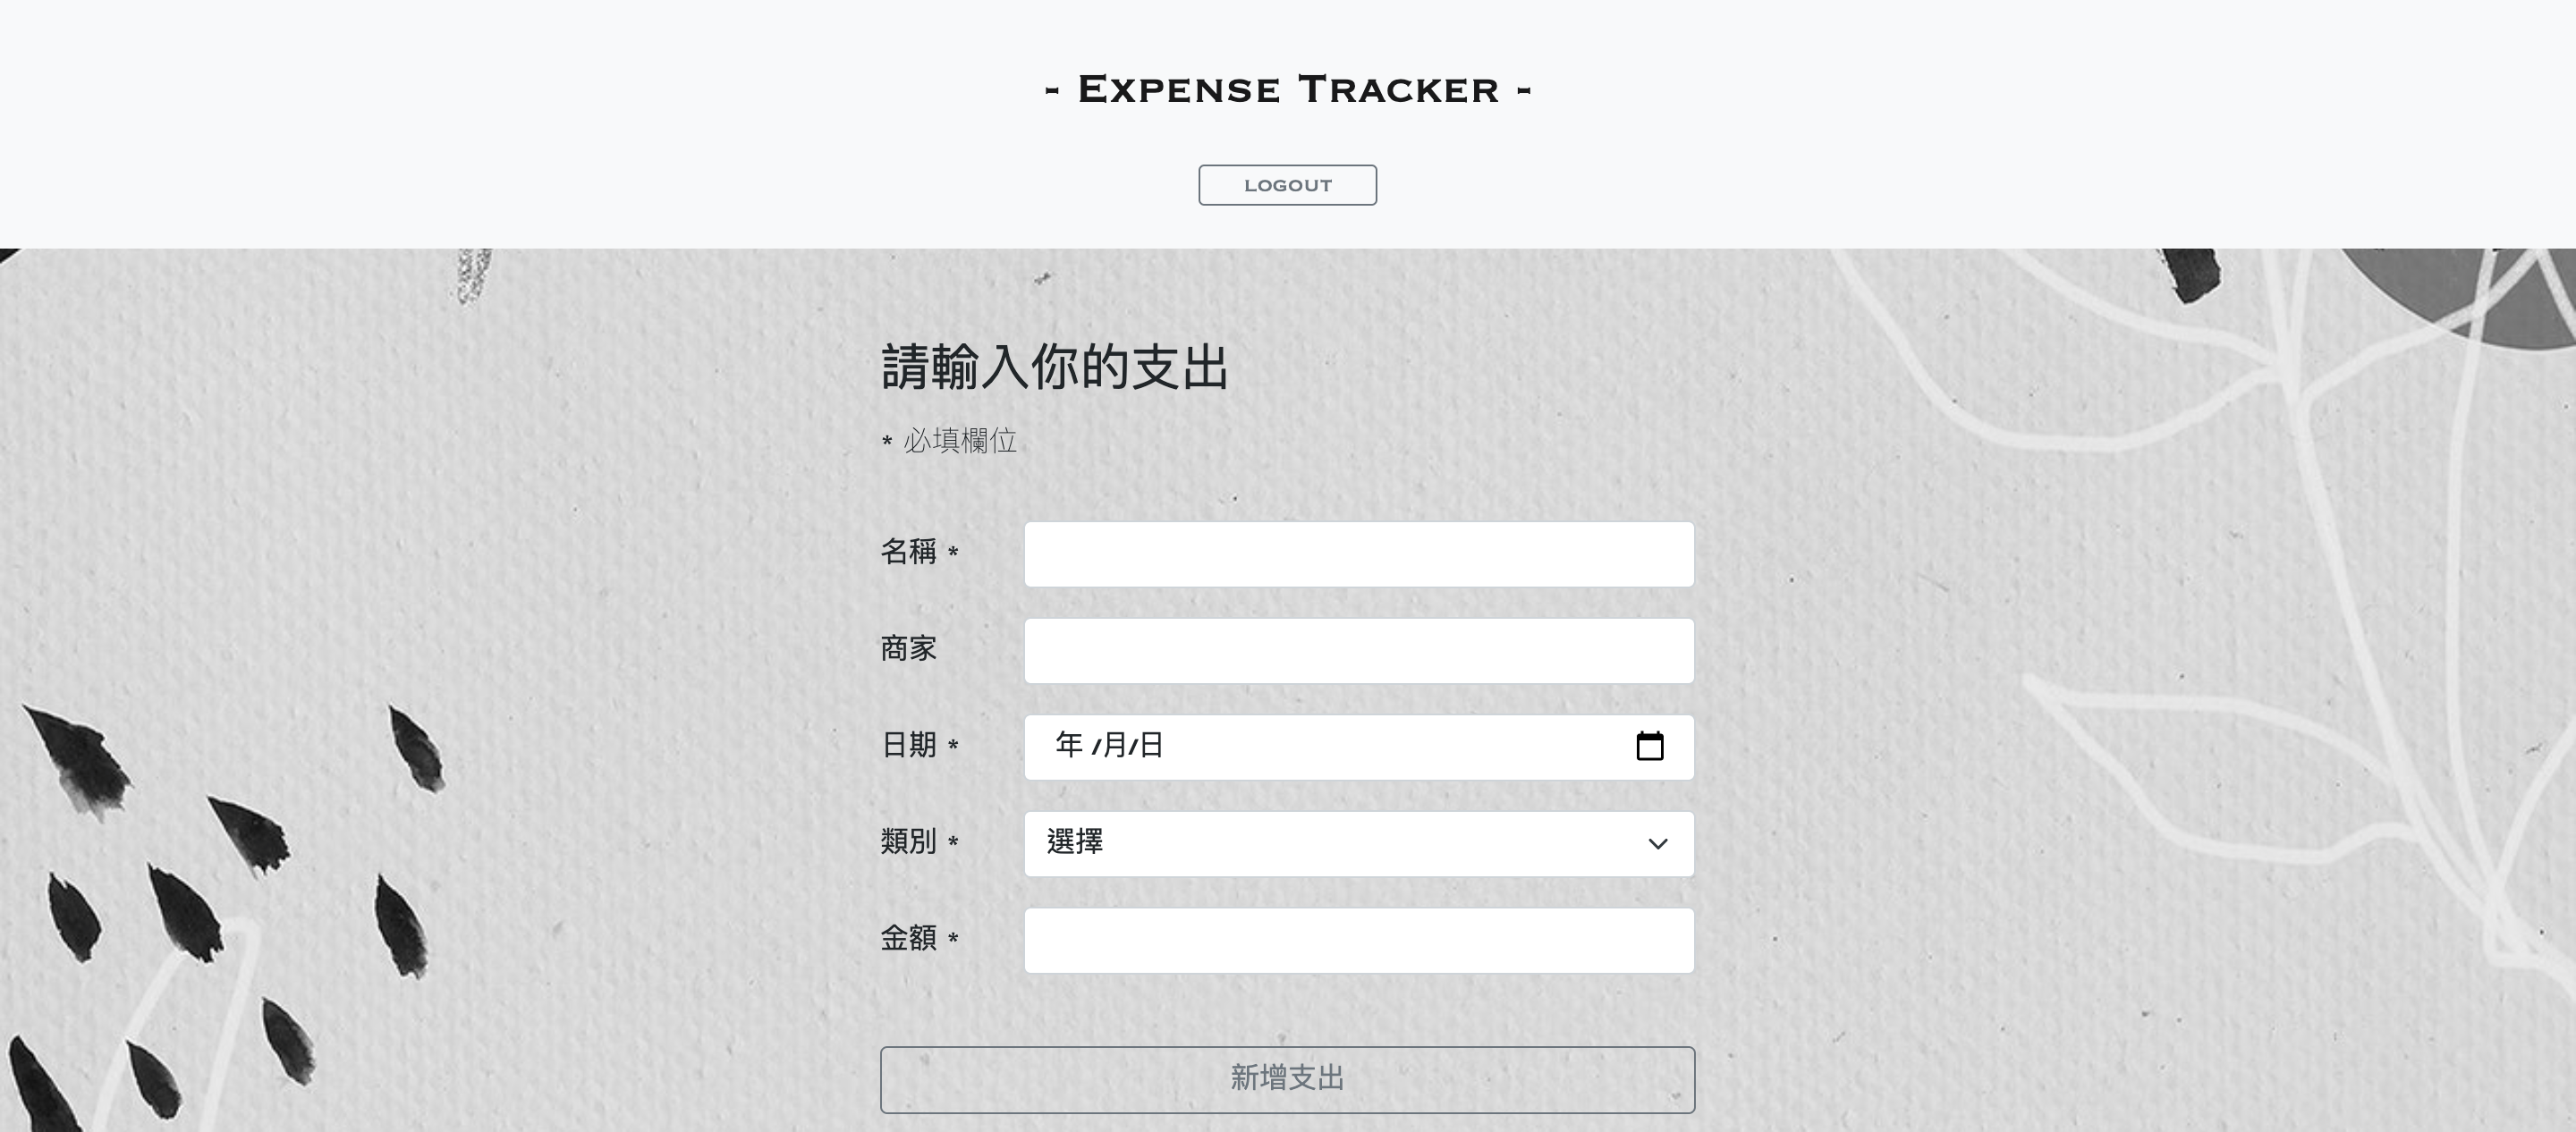 - Expense Tracker -
LOGOUT
請輸入你的支出
* 必填欄位
名稱 *
商家
日期 * 年 /月/日
類別 * 選擇
金額 *
新增支出